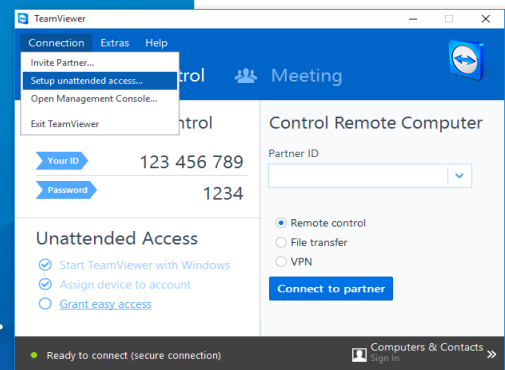 TeamViewer
Connection Extras Help
Invite Partner...
Setup unattended access...
Open Management Console...
Exit TeamViewer
trol
Meeting
ntrol
Your ID 123 456 789
Password 1234
Unattended Access
Start TeamViewer with Windows
Assign device to account
Grant easy access
Control Remote Computer
Partner ID
Remote control
File transfer
VPN
Connect to partner
Ready to connect (secure connection)
Computers & Contacts
Sign In